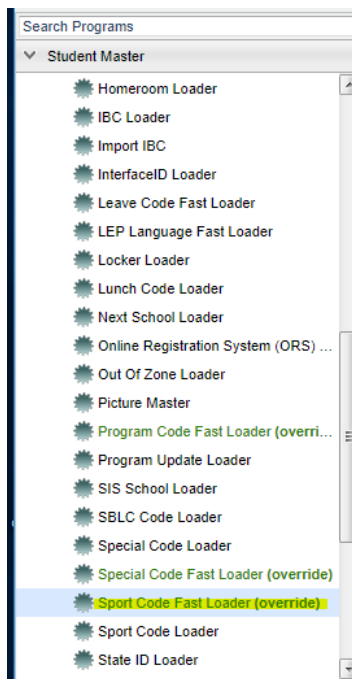 Search Programs
Student Master
Homeroom Loader
IBC Loader
Import IBC
InterfaceID Loader
Leave Code Fast Loader
LEP Language Fast Loader
Locker Loader
Lunch Code Loader
Next School Loader
Online Registration System (ORS) ...
Out Of Zone Loader
Picture Master
Program Code Fast Loader (overri...
Program Update Loader
SIS School Loader
SBLC Code Loader
Special Code Loader
Special Code Fast Loader (override)
Sport Code Fast Loader (override)
Sport Code Loader
State ID Loader